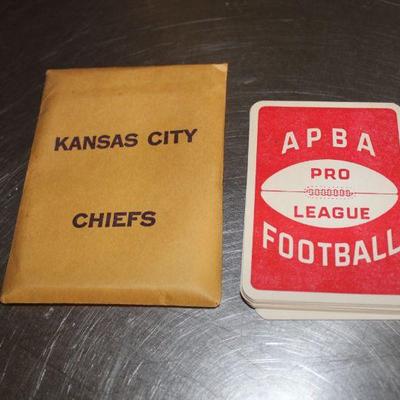 KANSAS CITY
CHIEFS
APBA
PRO
LEAGUE
FOOTBALL